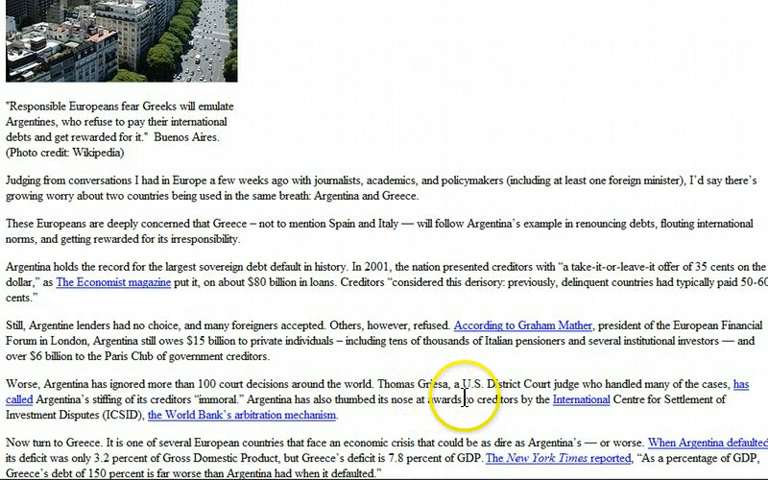 "Responsible Europeans fear Greeks will emulate
Argentines, who refuse to pay their international
debts and get rewarded for it."  Buenos Aires.
(Photo credit: Wikipedia)
Judging from conversations I had in Europe a few weeks ago with journalists, academics, and policymakers (including at least one foreign minister), I’d say there’s
growing worry about two countries being used in the same breath: Argentina and Greece.
These Europeans are deeply concerned that Greece – not to mention Spain and Italy — will follow Argentina’s example in renouncing debts, flouting international
norms, and getting rewarded for its irresponsibility.
Argentina holds the record for the largest sovereign debt default in history. In 2001, the nation presented creditors with “a take-it-or-leave-it offer of 35 cents on the
dollar,” as The Economist magazine put it, on about $80 billion in loans. Creditors “considered this derisory: previously, delinquent countries had typically paid 50-60
cents.”
Still, Argentine lenders had no choice, and many foreigners accepted. Others, however, refused. According to Graham Mather, president of the European Financial
Forum in London, Argentina still owes $15 billion to private individuals – including tens of thousands of Italian pensioners and several institutional investors — and
over $6 billion to the Paris Club of government creditors.
Worse, Argentina has ignored more than 100 court decisions around the world. Thomas Griesa, a U.S. District Court judge who handled many of the cases, has
called Argentina’s stiffing of its creditors “immoral.” Argentina has also thumbed its nose at awards to creditors by the International Centre for Settlement of
Investment Disputes (ICSID), the World Bank’s arbitration mechanism.
Now turn to Greece. It is one of several European countries that face an economic crisis that could be as dire as Argentina’s — or worse. When Argentina defaulted
its deficit was only 3.2 percent of Gross Domestic Product, but Greece’s deficit is 7.8 percent of GDP. The New York Times reported, “As a percentage of GDP,
Greece’s debt of 150 percent is far worse than Argentina had when it defaulted.”